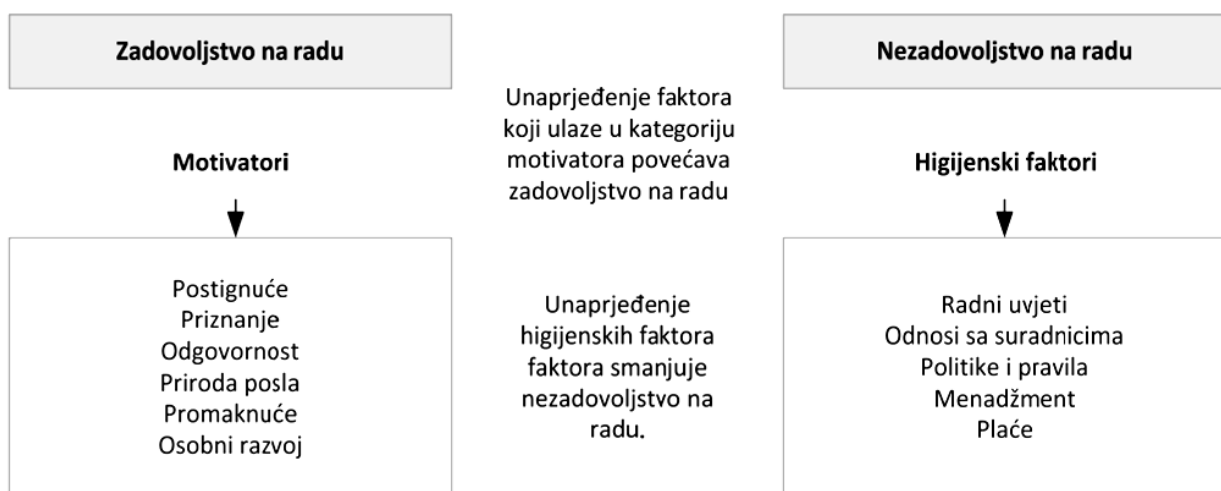 Zadovoljstvo na radu
Motivatori
Postignuće
Priznanje
Odgovornost
Priroda posla
Promaknuće
Osobni razvoj
Unaprjeđenje faktora
koji ulaze u kategoriju
motivatora povećava
zadovoljstvo na radu
Unaprjeđenje
higijenskih faktora
faktora smanjuje
nezadovoljstvo na
radu.
Nezadovoljstvo na radu
Higijenski faktori
Radni uvjeti
Odnosi sa suradnicima
Politike i pravila
Menadžment
Plaće